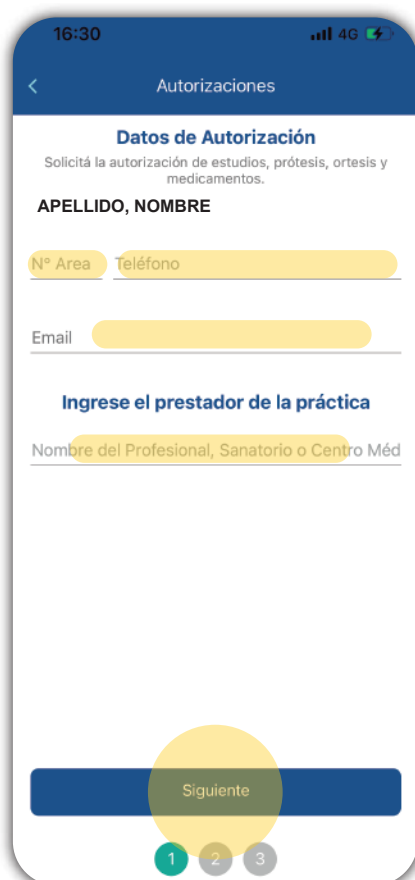 16:30 4G
Autorizaciones
Datos de Autorización
Solicitá la autorización de estudios, prótesis, ortesis y
medicamentos.
APELLIDO, NOMBRE
N° Area Teléfono
Email
Ingrese el prestador de la práctica
Nombre del Profesional, Sanatorio o Centro Méd
Siguiente
1 2 3